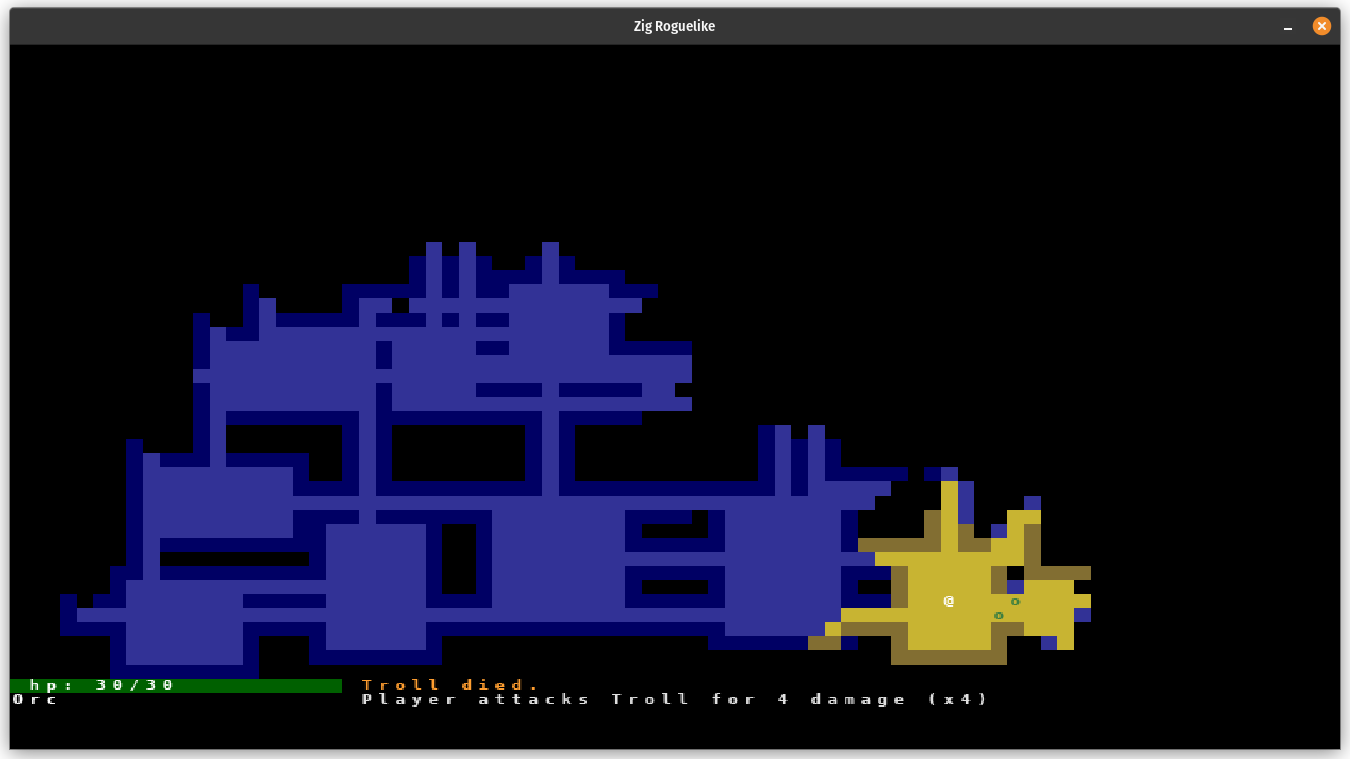 Zig Roguelike
@
o
o
hp: 30/30 Troll died.
Orc Player attacks Troll for 4 damage (x4)